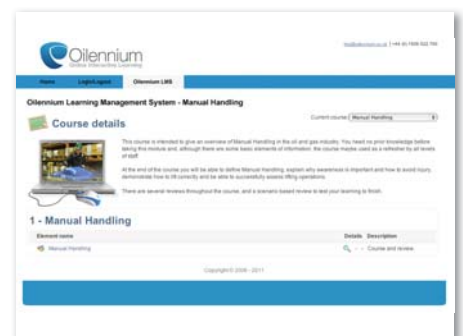 Oilennium
Online Interactive Learning
+44 (0)
Home Login/Logout Oilennium LMS
Oilennium Learning Management System - Manual Handling
Current course: Manual Handling
Course details
This course is intended to give an overview of Manual Handling in the oil and gas industry. You need no prior knowledge before
taking this module and, although there are some basic elements of information, the course maybe used as a refresher by all levels
of staff.
At the end of the course you will be able to define Manual Handling, explain why awareness is important and how to avoid injury,
demonstrate how to lift correctly and be able to successfully assess lifting operations.
There are several reviews throughout the course, and a scenario based review to test your learning to finish.
1 - Manual Handling
Element name Details Description
Manual Handling - - Course and review.
Copyright © 2006 - 2011